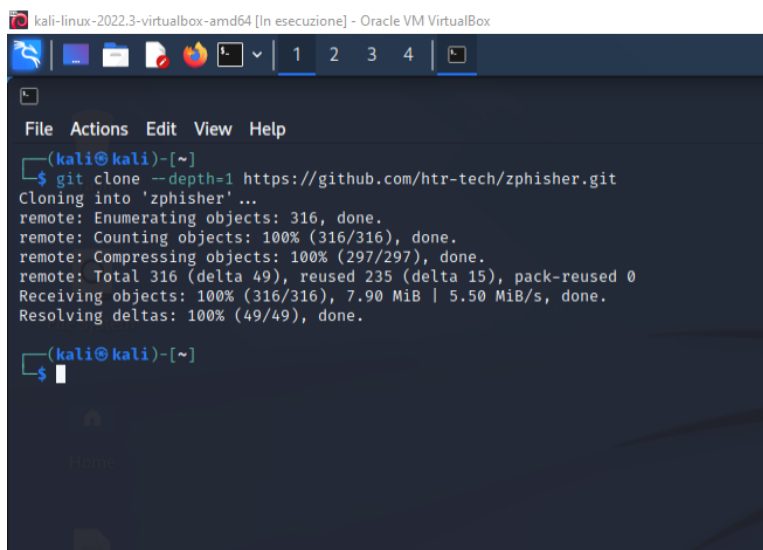 kali-linux-2022.3-virtualbox-amd64 [In esecuzione] - Oracle VM VirtualBox
1 2 3 4
File Actions Edit View Help
┌──(kali㉿kali)-[~]
└─$ git clone --depth=1 https://github.com/htr-tech/zphisher.git
Cloning into 'zphisher'...
remote: Enumerating objects: 316, done.
remote: Counting objects: 100% (316/316), done.
remote: Compressing objects: 100% (297/297), done.
remote: Total 316 (delta 49), reused 235 (delta 15), pack-reused 0
Receiving objects: 100% (316/316), 7.90 MiB | 5.50 MiB/s, done.
Resolving deltas: 100% (49/49), done.
┌──(kali㉿kali)-[~]
└─$
Home